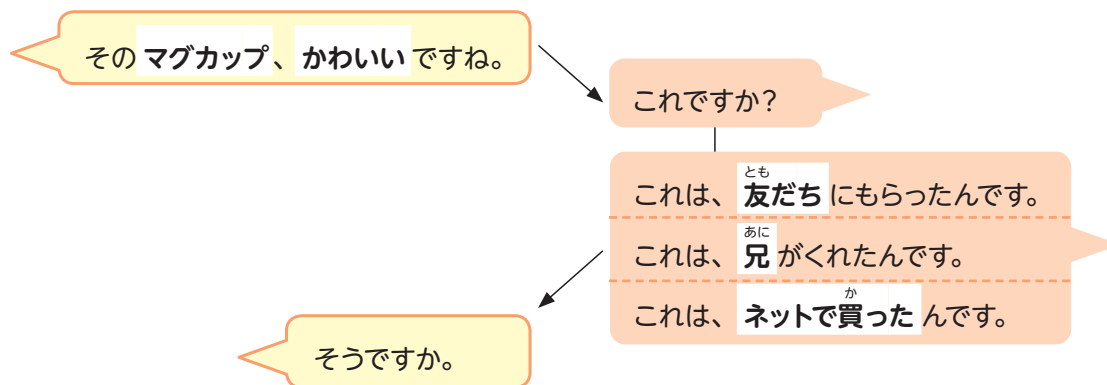 その マグカップ 、 かわいい ですね。
これですか？
とも
これは、 友だち にもらったんです。
あに
これは、 兄 がくれたんです。
か
これは、 ネットで買った んです。
そうですか。